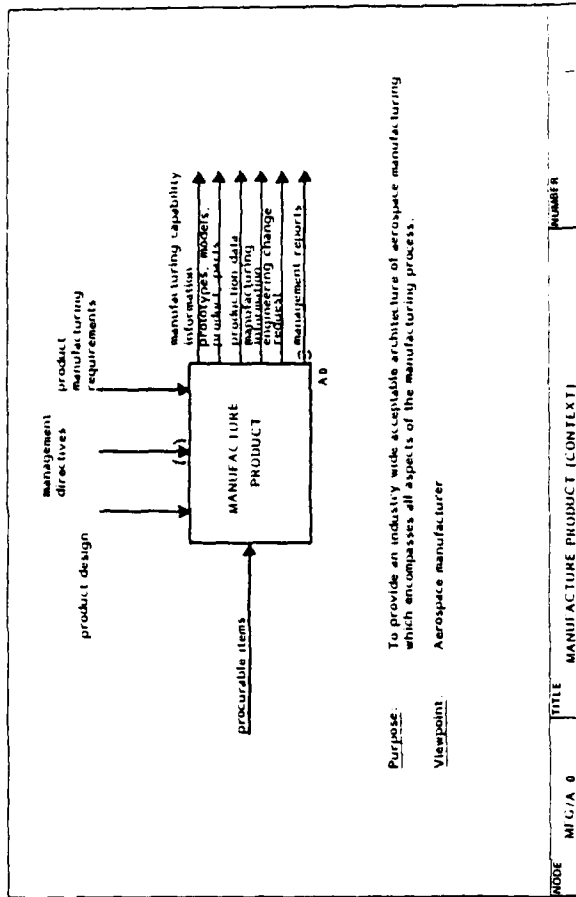 product design
management
directives
product
manufacturing
requirements
procurable items
MANUFACTURE
PRODUCT
A0
manufacturing capability
information
prototypes, models,
product, parts
production data
manufacturing
information
engineering change
request
management reports
Purpose: To provide an industry wide acceptable architecture of aerospace manufacturing
which encompasses all aspects of the manufacturing process.
Viewpoint: Aerospace manufacturer
NODE MFG/A 0
TITLE MANUFACTURE PRODUCT (CONTEXT)
NUMBER